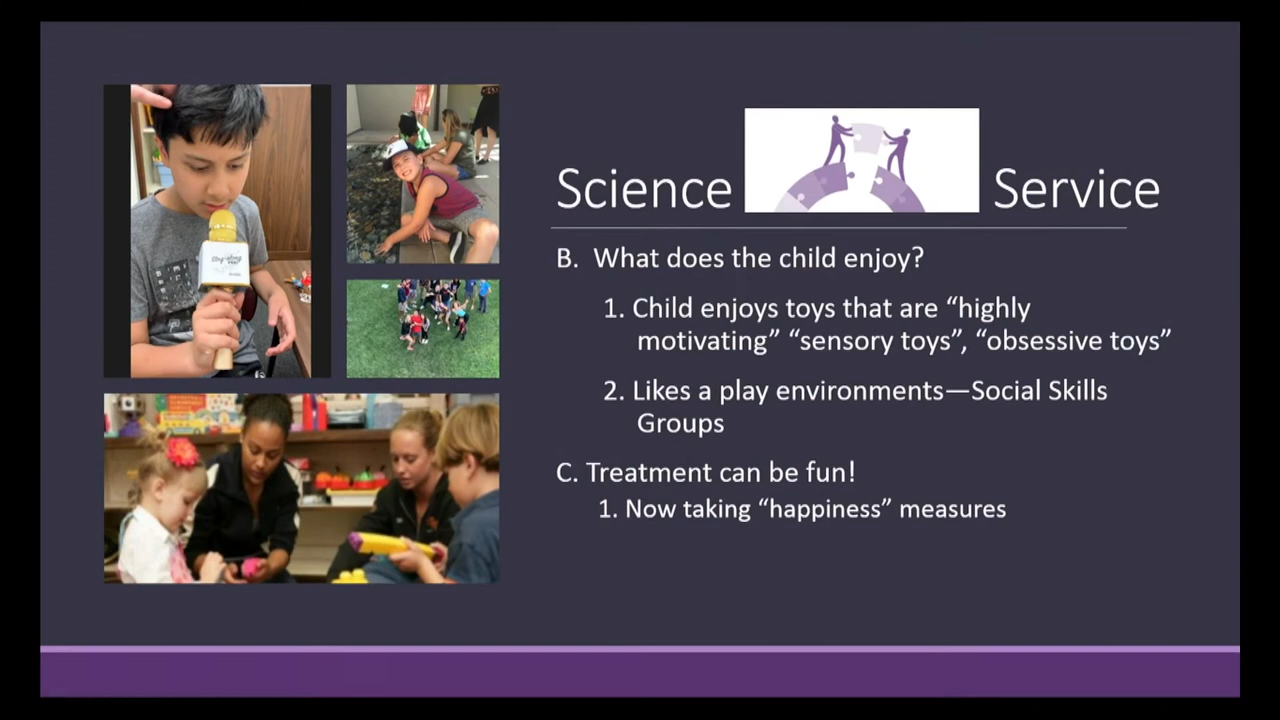 Science Service
B. What does the child enjoy?
1. Child enjoys toys that are “highly
motivating” “sensory toys”, “obsessive toys”
2. Likes a play environments—Social Skills
Groups
C. Treatment can be fun!
1. Now taking “happiness” measures